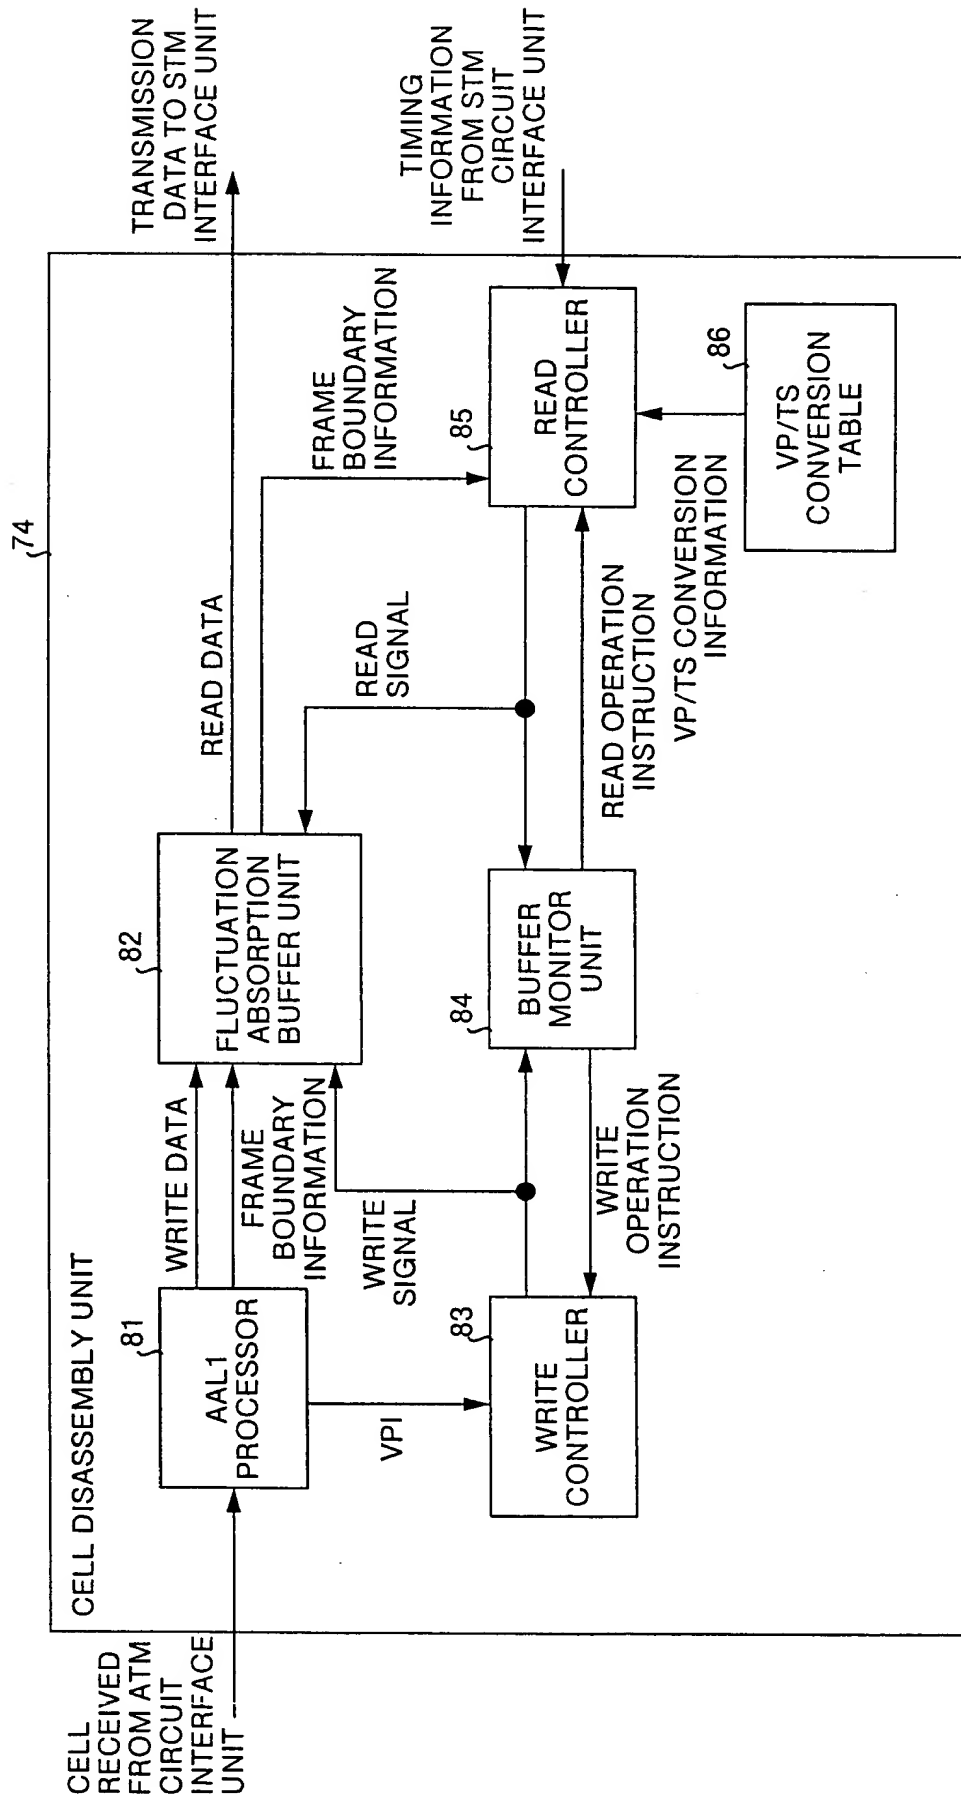 74
CELL DISASSEMBLY UNIT
CELL
RECEIVED
FROM ATM
CIRCUIT
INTERFACE
UNIT
81
AAL1
PROCESSOR
WRITE DATA
FRAME
BOUNDARY
INFORMATION
82
FLUCTUATION
ABSORPTION
BUFFER UNIT
READ DATA
TRANSMISSION
DATA TO STM
INTERFACE UNIT
FRAME
BOUNDARY
INFORMATION
VPI
WRITE
SIGNAL
READ
SIGNAL
83
WRITE
CONTROLLER
WRITE
OPERATION
INSTRUCTION
84
BUFFER
MONITOR
UNIT
READ OPERATION
INSTRUCTION
85
READ
CONTROLLER
TIMING
INFORMATION
FROM STM
CIRCUIT
INTERFACE UNIT
VP/TS CONVERSION
INFORMATION
86
VP/TS
CONVERSION
TABLE